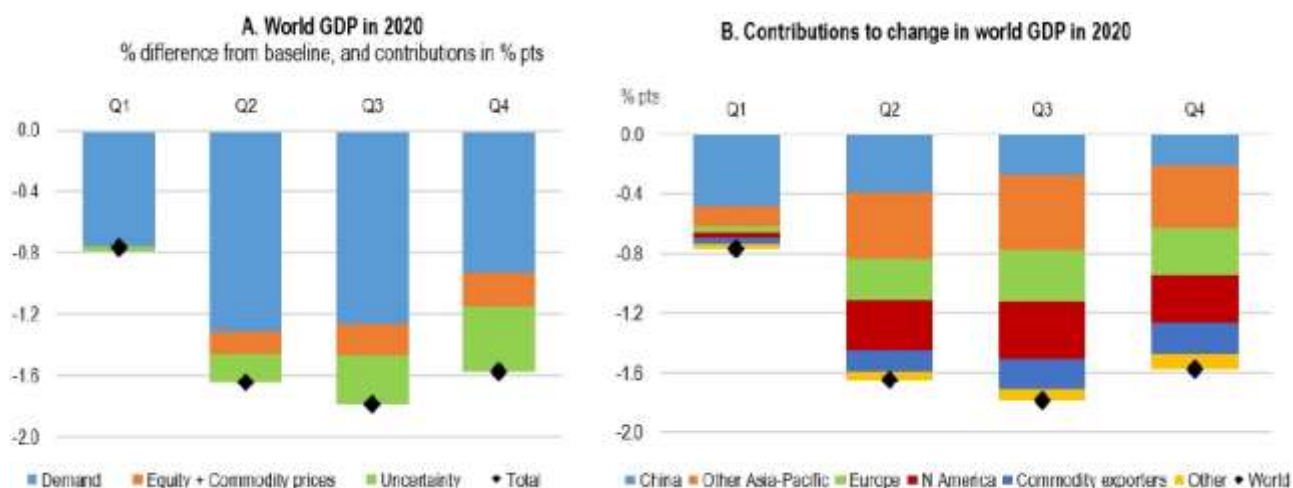 A. World GDP in 2020
% difference from baseline, and contributions in % pts
Q1 Q2 Q3 Q4
0.0
-0.4
-0.8
-1.2
-1.6
-2.0
Demand Equity + Commodity prices Uncertainty Total
B. Contributions to change in world GDP in 2020
% pts
Q1 Q2 Q3 Q4
0.0
-0.4
-0.8
-1.2
-1.6
-2.0
China Other Asia-Pacific Europe N America Commodity exporters Other World